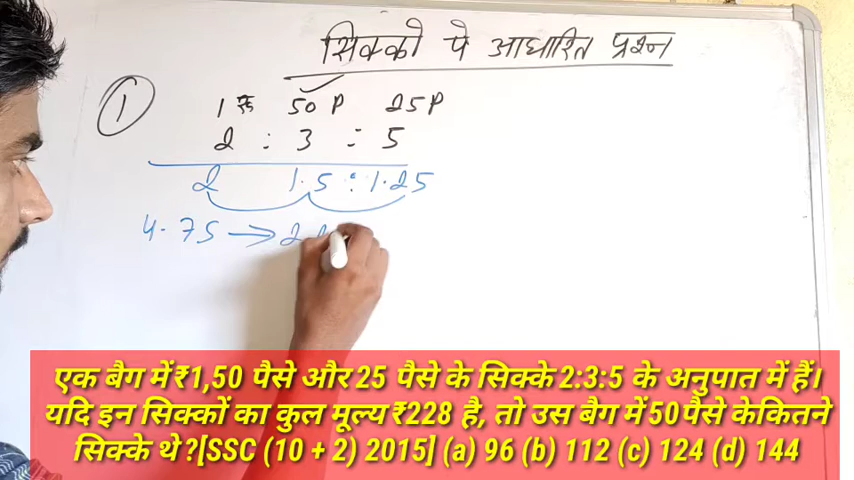 सिक्को पे आधारित प्रश्न
1 1 रू 50 P 25P
2 : 3 : 5
2 1.5 : 1.25
4.75 → 22
एक बैग में ₹1,50 पैसे और 25 पैसे के सिक्के 2:3:5 के अनुपात में हैं।
यदि इन सिक्कों का कुल मूल्य ₹228 है, तो उस बैग में 50 पैसे केकितने
सिक्के थे ?[SSC (10 + 2) 2015] (a) 96 (b) 112 (c) 124 (d) 144